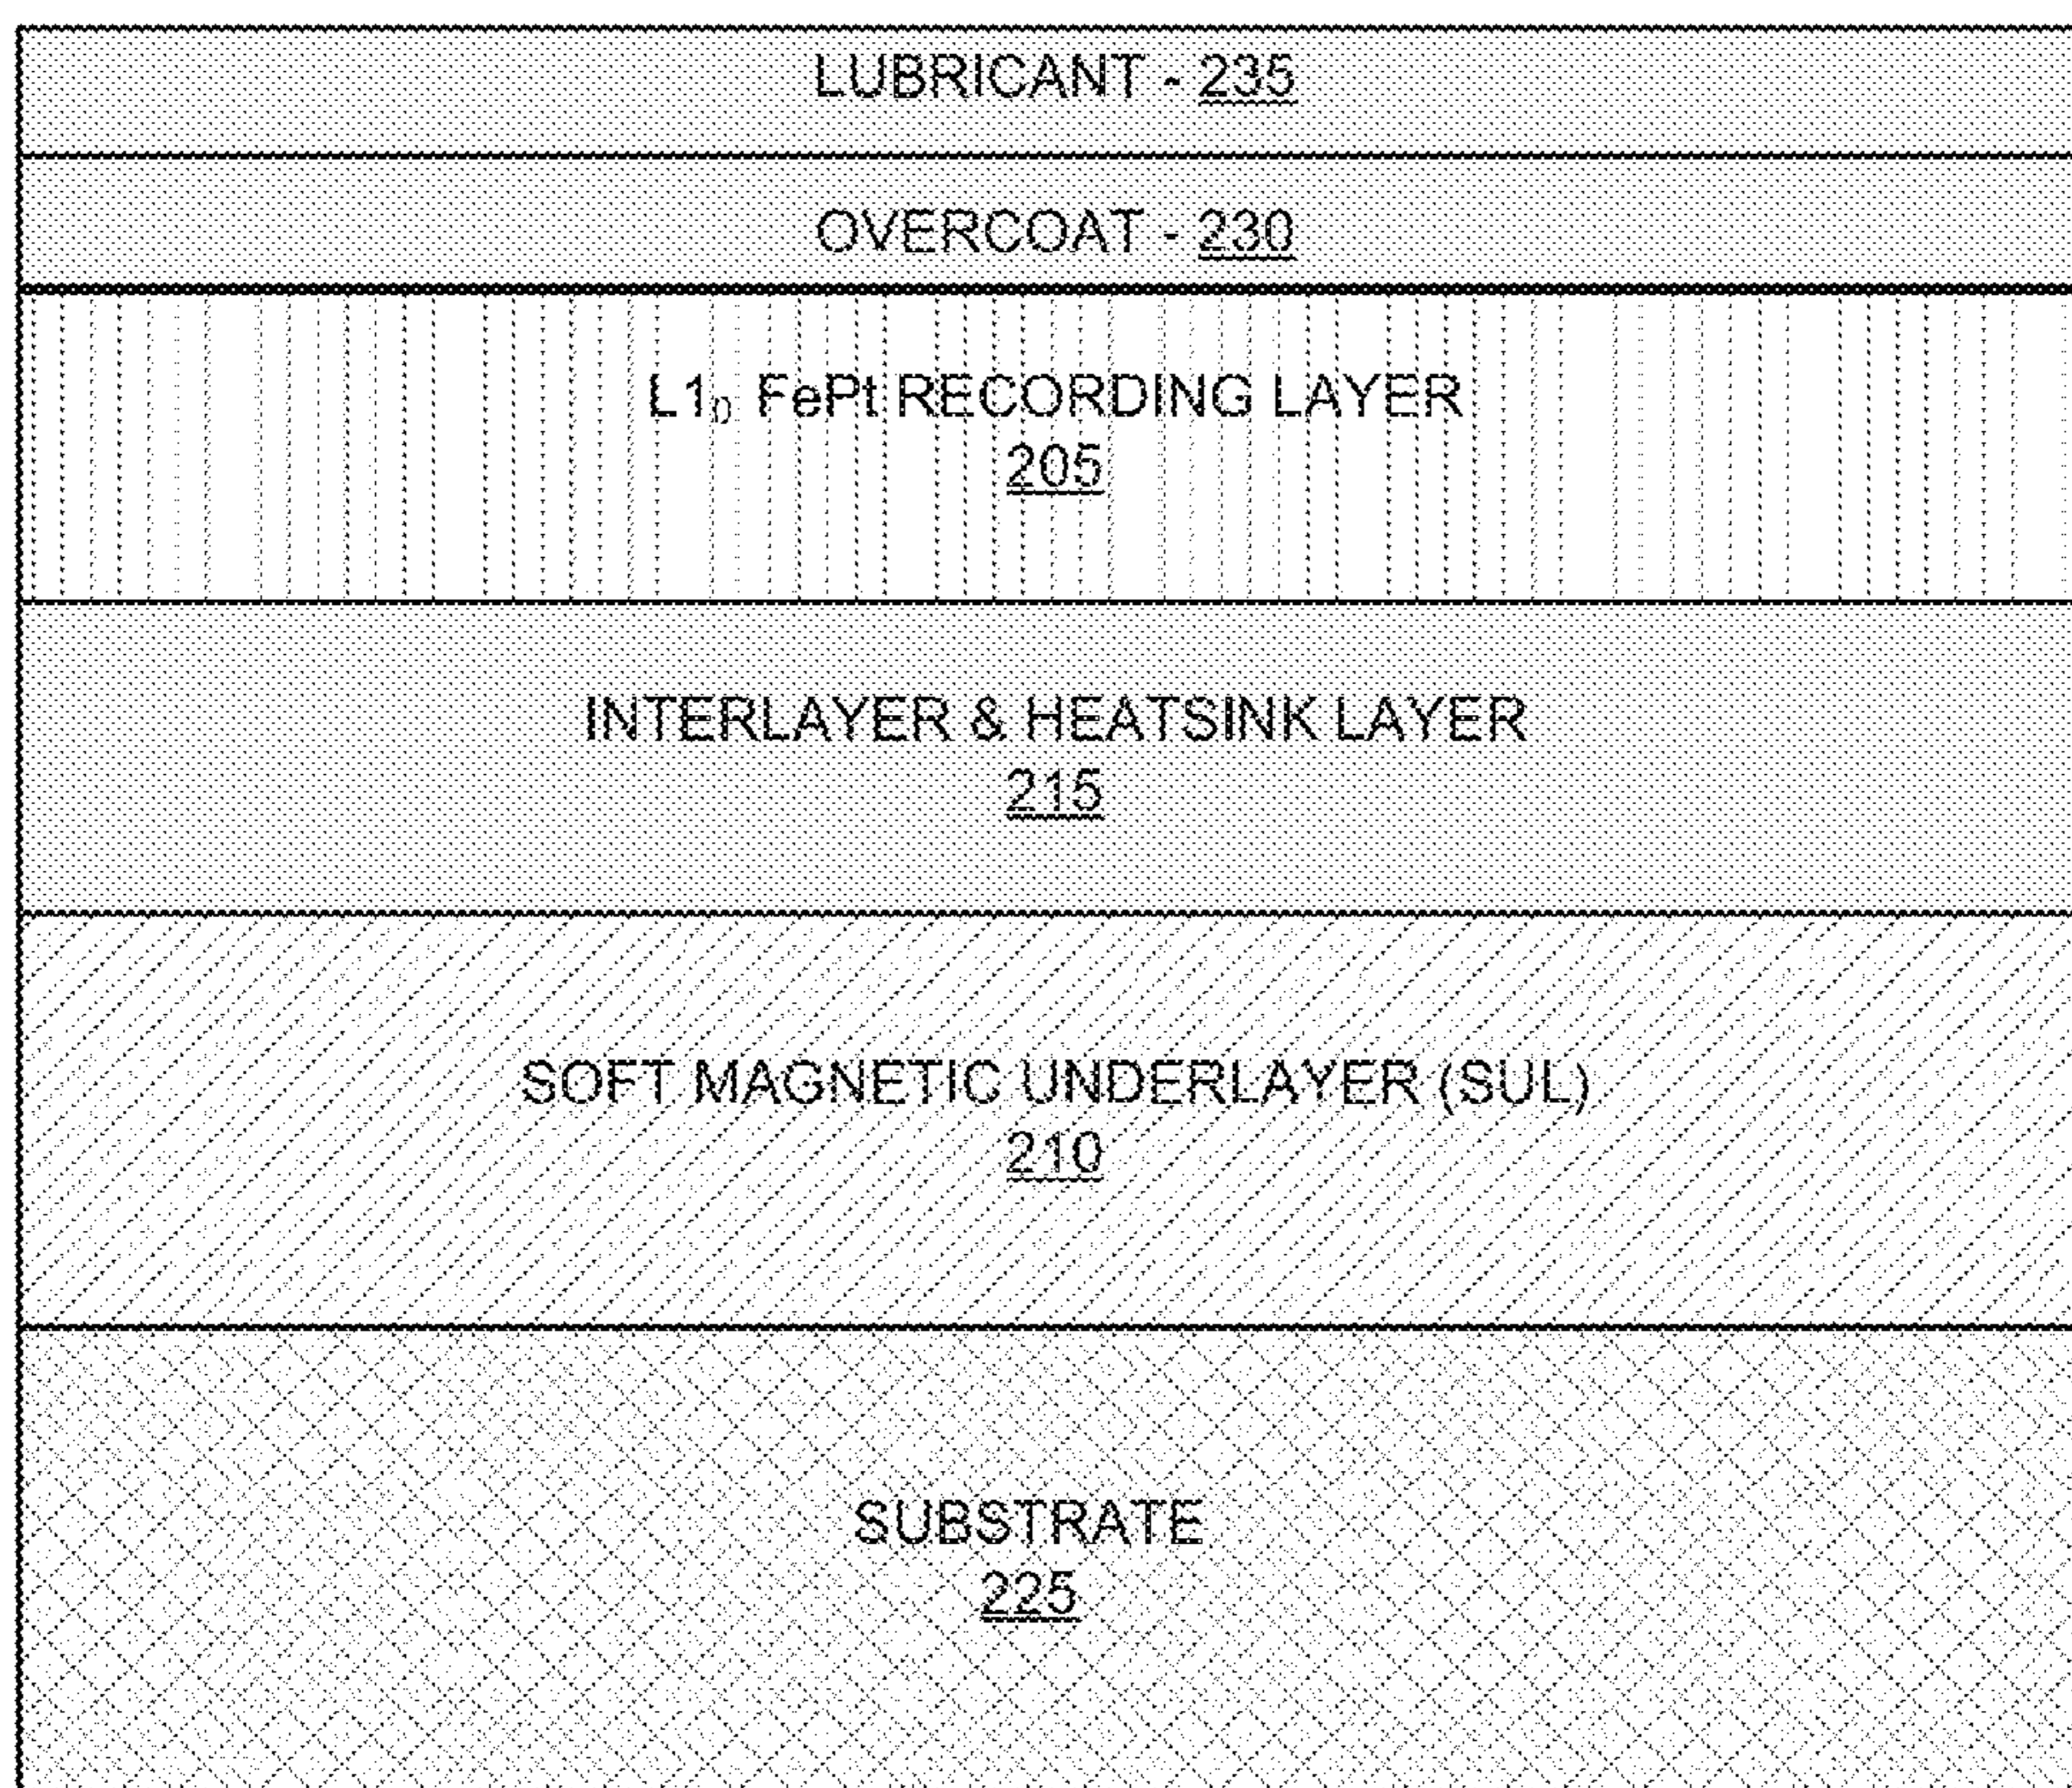 LUBRICANT - 235
OVERCOAT - 230
L1₀ FePt RECORDING LAYER
205
INTERLAYER & HEATSINK LAYER
215
SOFT MAGNETIC UNDERLAYER (SUL)
210
SUBSTRATE
225